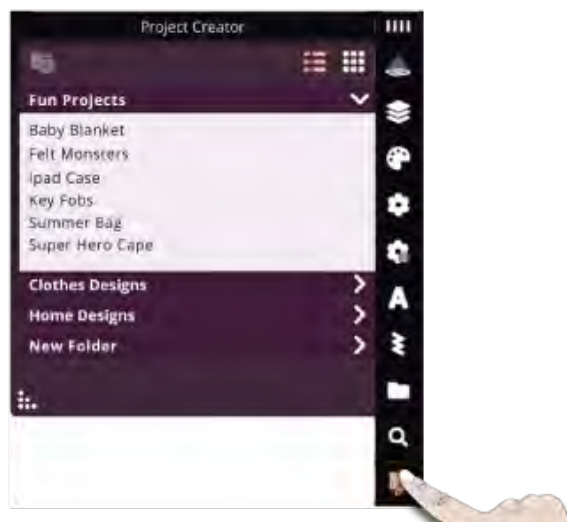 Project Creator
Fun Projects
Baby Blanket
Felt Monsters
Ipad Case
Key Fobs
Summer Bag
Super Hero Cape
Clothes Designs
A
Home Designs
New Folder